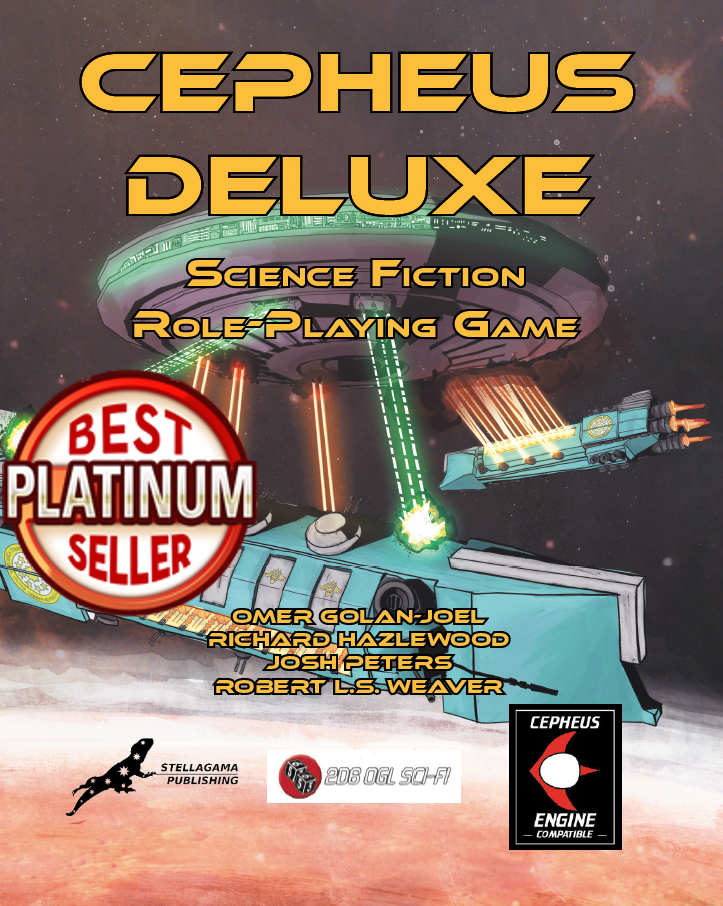 CEPHEUS
DELUXE
SCIENCE FICTION
ROLE-PLAYING GAME
BEST
PLATINUM
SELLER
OMER GOLAN-JOEL
RICHARD HAZLEWOOD
JOSH PETERS
ROBERT L.S. WEAVER
STELLAGAMA
PUBLISHING
2D6 OGL SCI-FI
CEPHEUS
ENGINE
— COMPATIBLE —